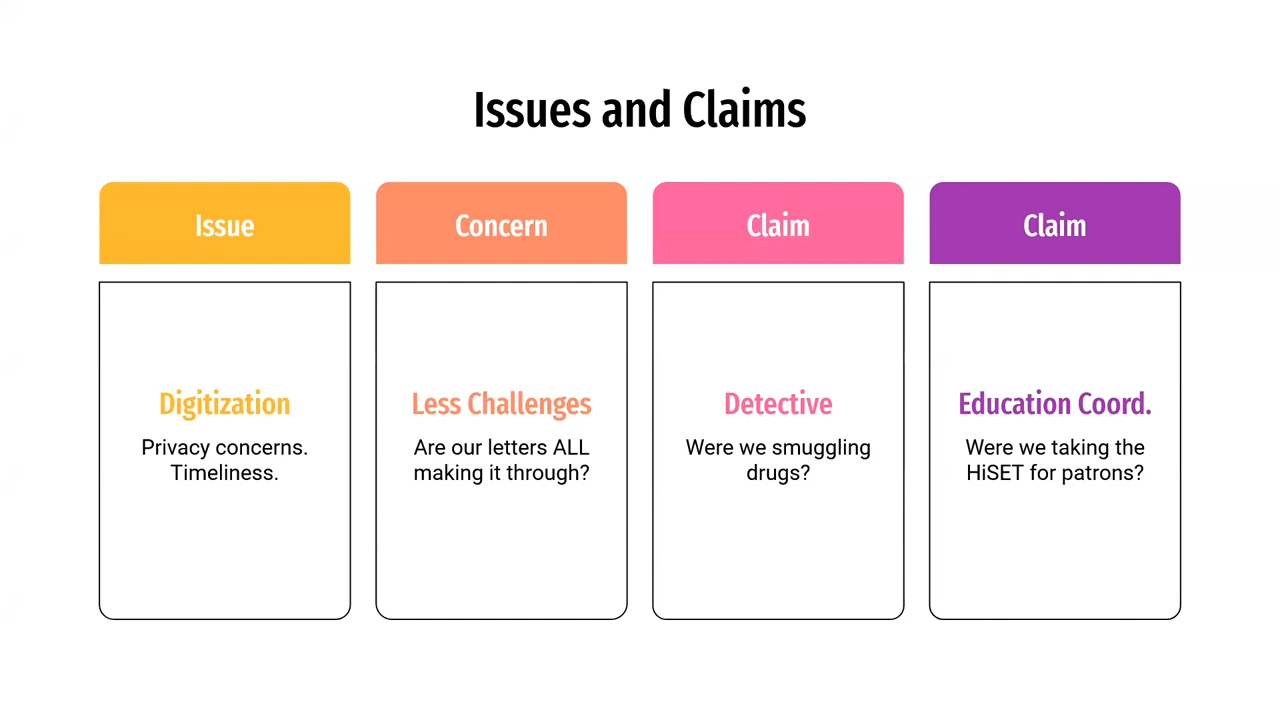 Issues and Claims
Issue
Concern
Claim
Claim
Digitization
Privacy concerns.
Timeliness.
Less Challenges
Are our letters ALL
making it through?
Detective
Were we smuggling
drugs?
Education Coord.
Were we taking the
HiSET for patrons?